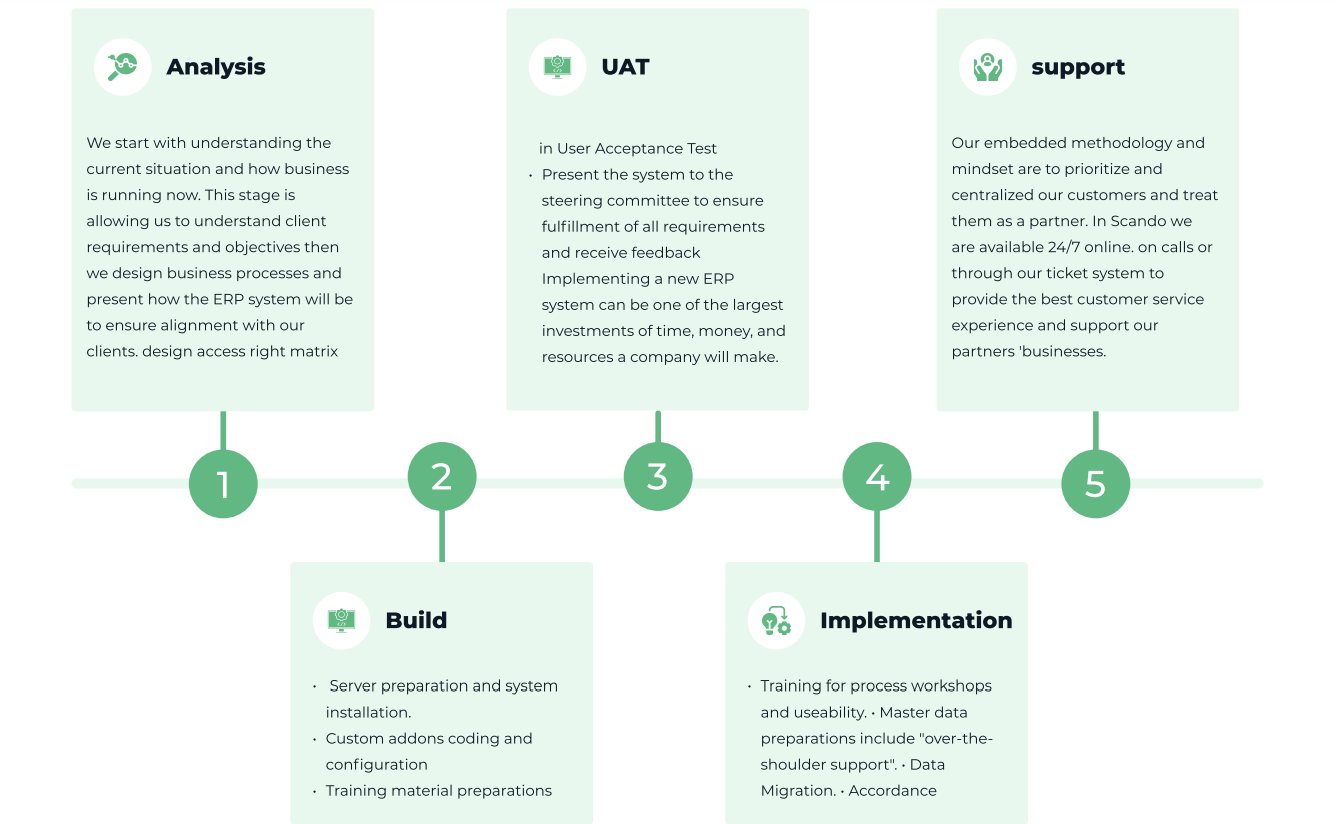 Analysis
We start with understanding the
current situation and how business
is running now. This stage is
allowing us to understand client
requirements and objectives then
we design business processes and
present how the ERP system will be
to ensure alignment with our
clients. design access right matrix
1
2
Build
• Server preparation and system
installation.
• Custom addons coding and
configuration
• Training material preparations
UAT
in User Acceptance Test
• Present the system to the
steering committee to ensure
fulfillment of all requirements
and receive feedback
Implementing a new ERP
system can be one of the largest
investments of time, money, and
resources a company will make.
3
4
Implementation
• Training for process workshops
and useability. • Master data
preparations include "over-the-
shoulder support". • Data
Migration. • Accordance
support
Our embedded methodology and
mindset are to prioritize and
centralized our customers and treat
them as a partner. In Scando we
are available 24/7 online. on calls or
through our ticket system to
provide the best customer service
experience and support our
partners 'businesses.
5